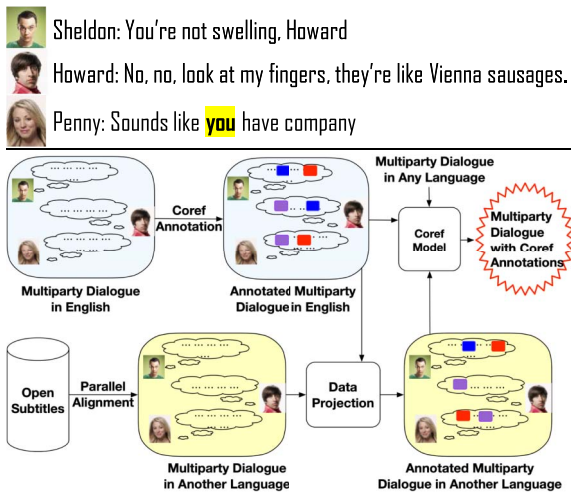 Sheldon: You're not swelling, Howard
Howard: No, no, look at my fingers, they're like Vienna sausages.
Penny: Sounds like you have company
Multiparty Dialogue
in Any Language
Coref
Annotation
Coref
Model
Multiparty
Dialogue
with Coref
Annotations
Multiparty Dialogue
in English
Annotated Multiparty
Dialogue in English
Open
Subtitles
Parallel
Alignment
Data
Projection
Multiparty Dialogue
in Another Language
Annotated Multiparty
Dialogue in Another Language